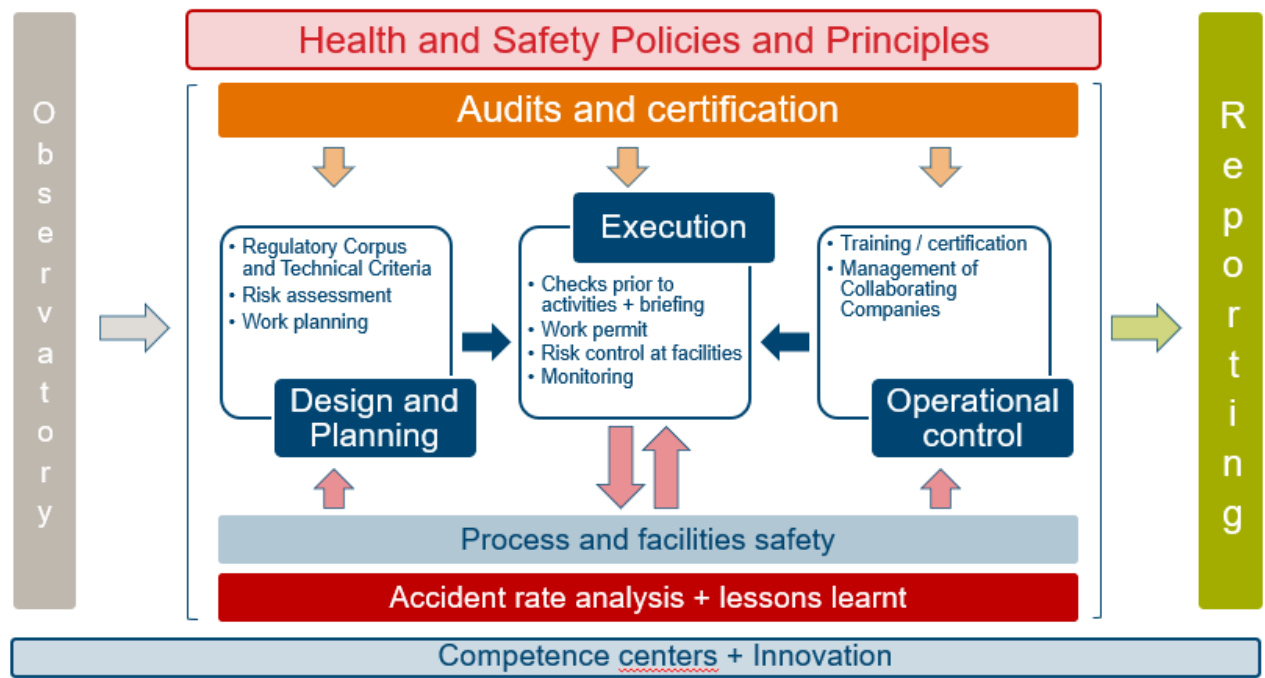 Health and Safety Policies and Principles
Observatory
Audits and certification
• Regulatory Corpus
and Technical Criteria
• Risk assessment
• Work planning
Design and
Planning
Execution
• Checks prior to
activities + briefing
• Work permit
• Risk control at facilities
• Monitoring
• Training / certification
• Management of
Collaborating
Companies
Operational
control
Reporting
Process and facilities safety
Accident rate analysis + lessons learnt
Competence centers + Innovation